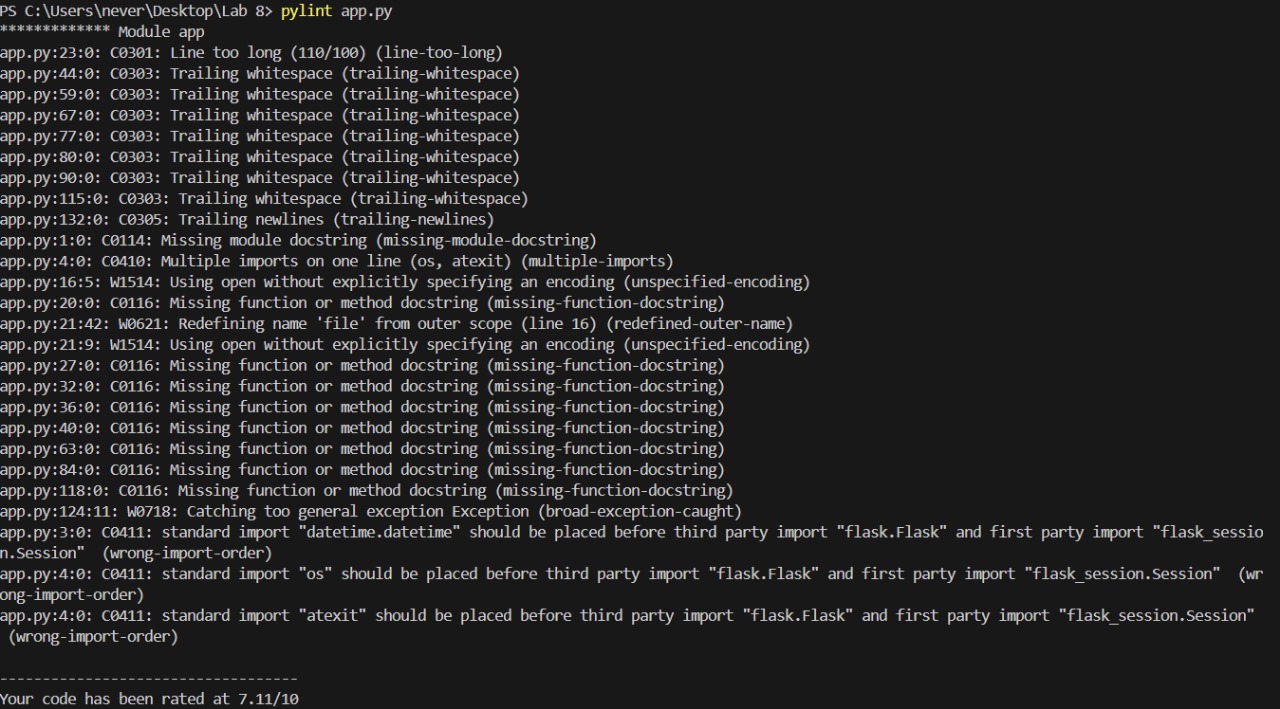 PS C:\Users\never\Desktop\Lab 8> pylint app.py
************* Module app
app.py:23:0: C0301: Line too long (110/100) (line-too-long)
app.py:44:0: C0303: Trailing whitespace (trailing-whitespace)
app.py:59:0: C0303: Trailing whitespace (trailing-whitespace)
app.py:67:0: C0303: Trailing whitespace (trailing-whitespace)
app.py:77:0: C0303: Trailing whitespace (trailing-whitespace)
app.py:80:0: C0303: Trailing whitespace (trailing-whitespace)
app.py:90:0: C0303: Trailing whitespace (trailing-whitespace)
app.py:115:0: C0303: Trailing whitespace (trailing-whitespace)
app.py:132:0: C0305: Trailing newlines (trailing-newlines)
app.py:1:0: C0114: Missing module docstring (missing-module-docstring)
app.py:4:0: C0410: Multiple imports on one line (os, atexit) (multiple-imports)
app.py:16:5: W1514: Using open without explicitly specifying an encoding (unspecified-encoding)
app.py:20:0: C0116: Missing function or method docstring (missing-function-docstring)
app.py:21:42: W0621: Redefining name 'file' from outer scope (line 16) (redefined-outer-name)
app.py:21:9: W1514: Using open without explicitly specifying an encoding (unspecified-encoding)
app.py:27:0: C0116: Missing function or method docstring (missing-function-docstring)
app.py:32:0: C0116: Missing function or method docstring (missing-function-docstring)
app.py:36:0: C0116: Missing function or method docstring (missing-function-docstring)
app.py:40:0: C0116: Missing function or method docstring (missing-function-docstring)
app.py:63:0: C0116: Missing function or method docstring (missing-function-docstring)
app.py:84:0: C0116: Missing function or method docstring (missing-function-docstring)
app.py:118:0: C0116: Missing function or method docstring (missing-function-docstring)
app.py:124:11: W0718: Catching too general exception Exception (broad-exception-caught)
app.py:3:0: C0411: standard import "datetime.datetime" should be placed before third party import "flask.Flask" and first party import "flask_sessio
n.Session"  (wrong-import-order)
app.py:4:0: C0411: standard import "os" should be placed before third party import "flask.Flask" and first party import "flask_session.Session"  (wr
ong-import-order)
app.py:4:0: C0411: standard import "atexit" should be placed before third party import "flask.Flask" and first party import "flask_session.Session"
 (wrong-import-order)
-----------------------------------
Your code has been rated at 7.11/10